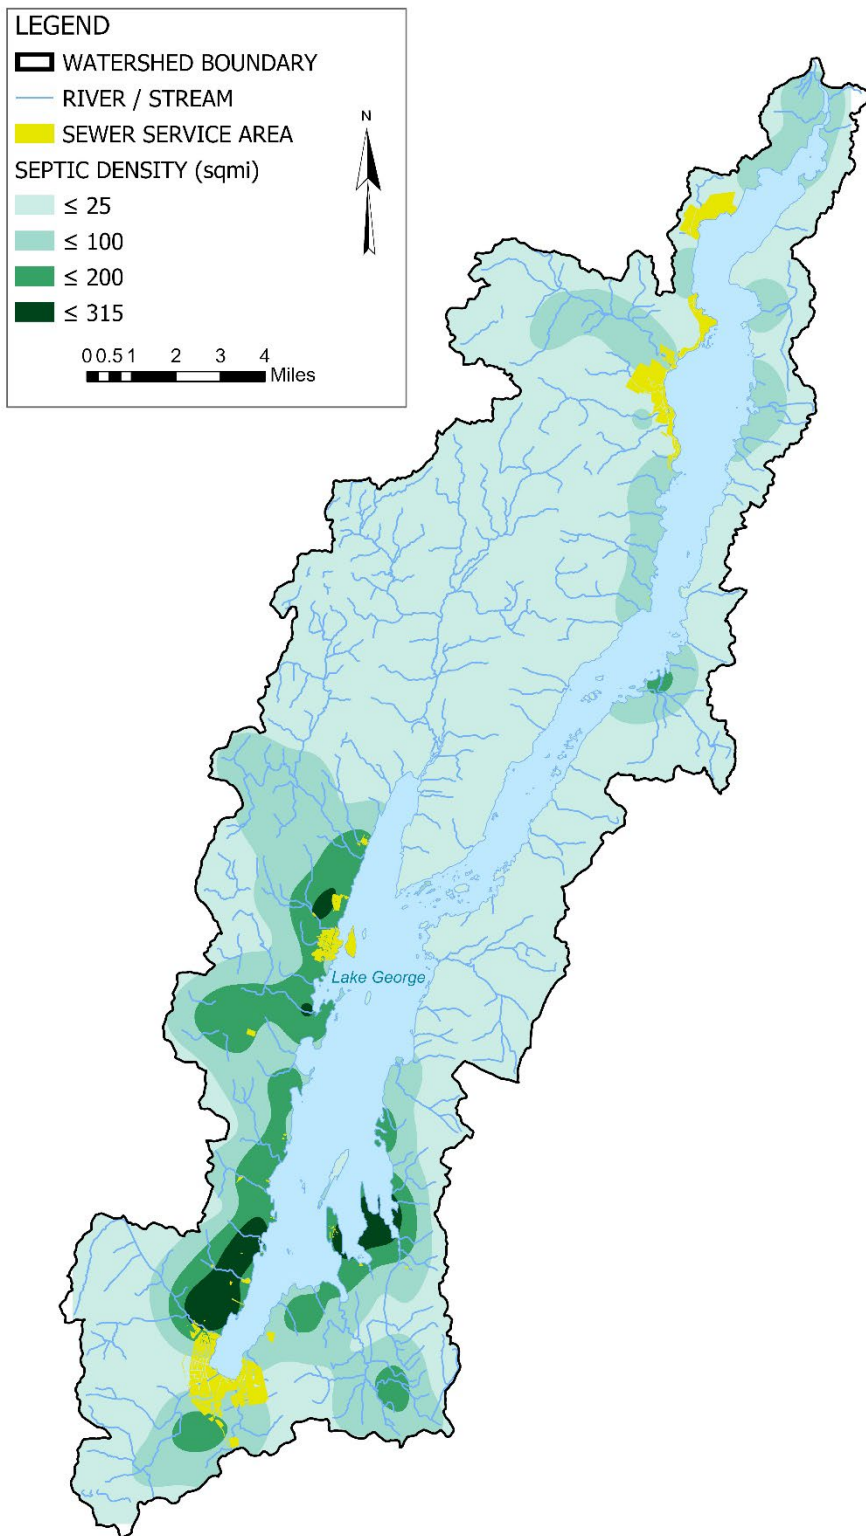 LEGEND
WATERSHED BOUNDARY
RIVER / STREAM
SEWER SERVICE AREA
SEPTIC DENSITY (sqmi)
≤ 25
≤ 100
≤ 200
≤ 315
N
0 0.5 1 2 3 4 Miles
Lake George